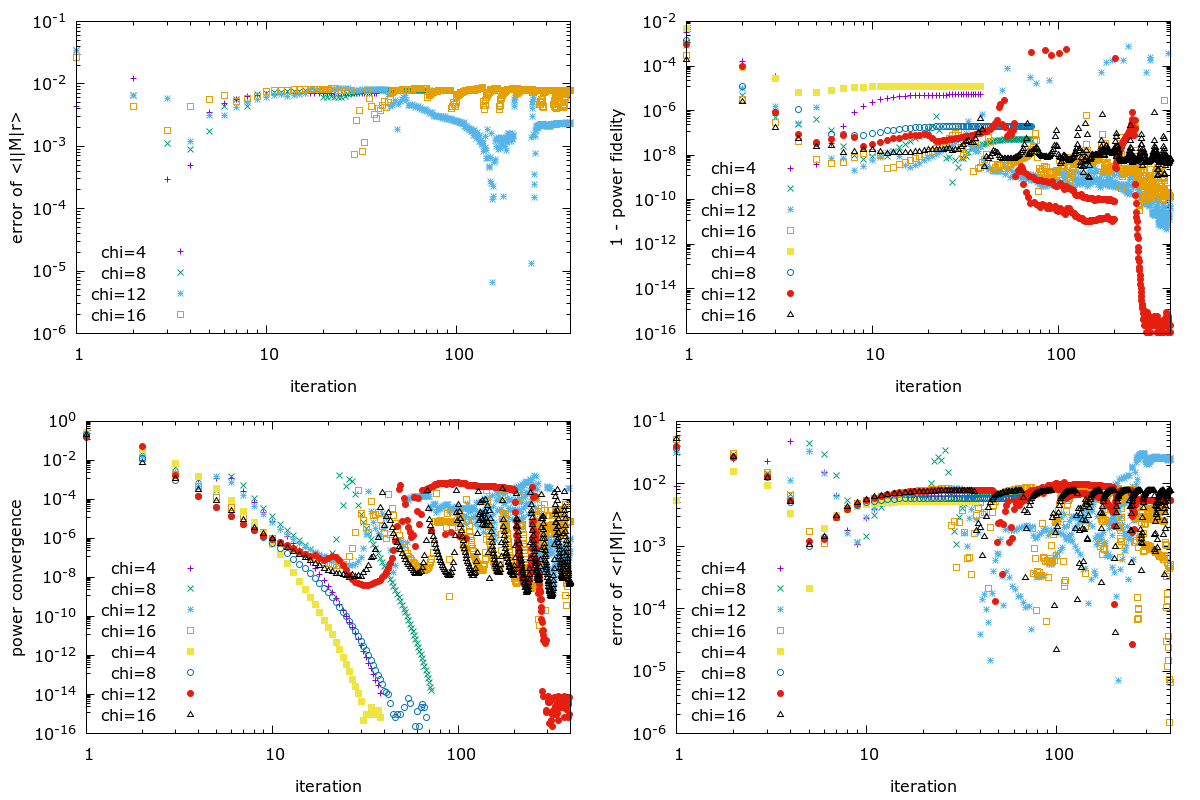 error of <l|M|r>
10^-1
10^-2
10^-3
10^-4
10^-5
10^-6
chi=4
chi=8
chi=12
chi=16
1
10
100
iteration
1 - power fidelity
10^-2
10^-4
10^-6
10^-8
10^-10
10^-12
10^-14
10^-16
chi=4
chi=8
chi=12
chi=16
chi=4
chi=8
chi=12
chi=16
1
10
100
iteration
power convergence
10^0
10^-2
10^-4
10^-6
10^-8
10^-10
10^-12
10^-14
10^-16
chi=4
chi=8
chi=12
chi=16
chi=4
chi=8
chi=12
chi=16
1
10
100
iteration
error of <r|M|r>
10^-1
10^-2
10^-3
10^-4
10^-5
10^-6
chi=4
chi=8
chi=12
chi=16
chi=4
chi=8
chi=12
chi=16
1
10
100
iteration